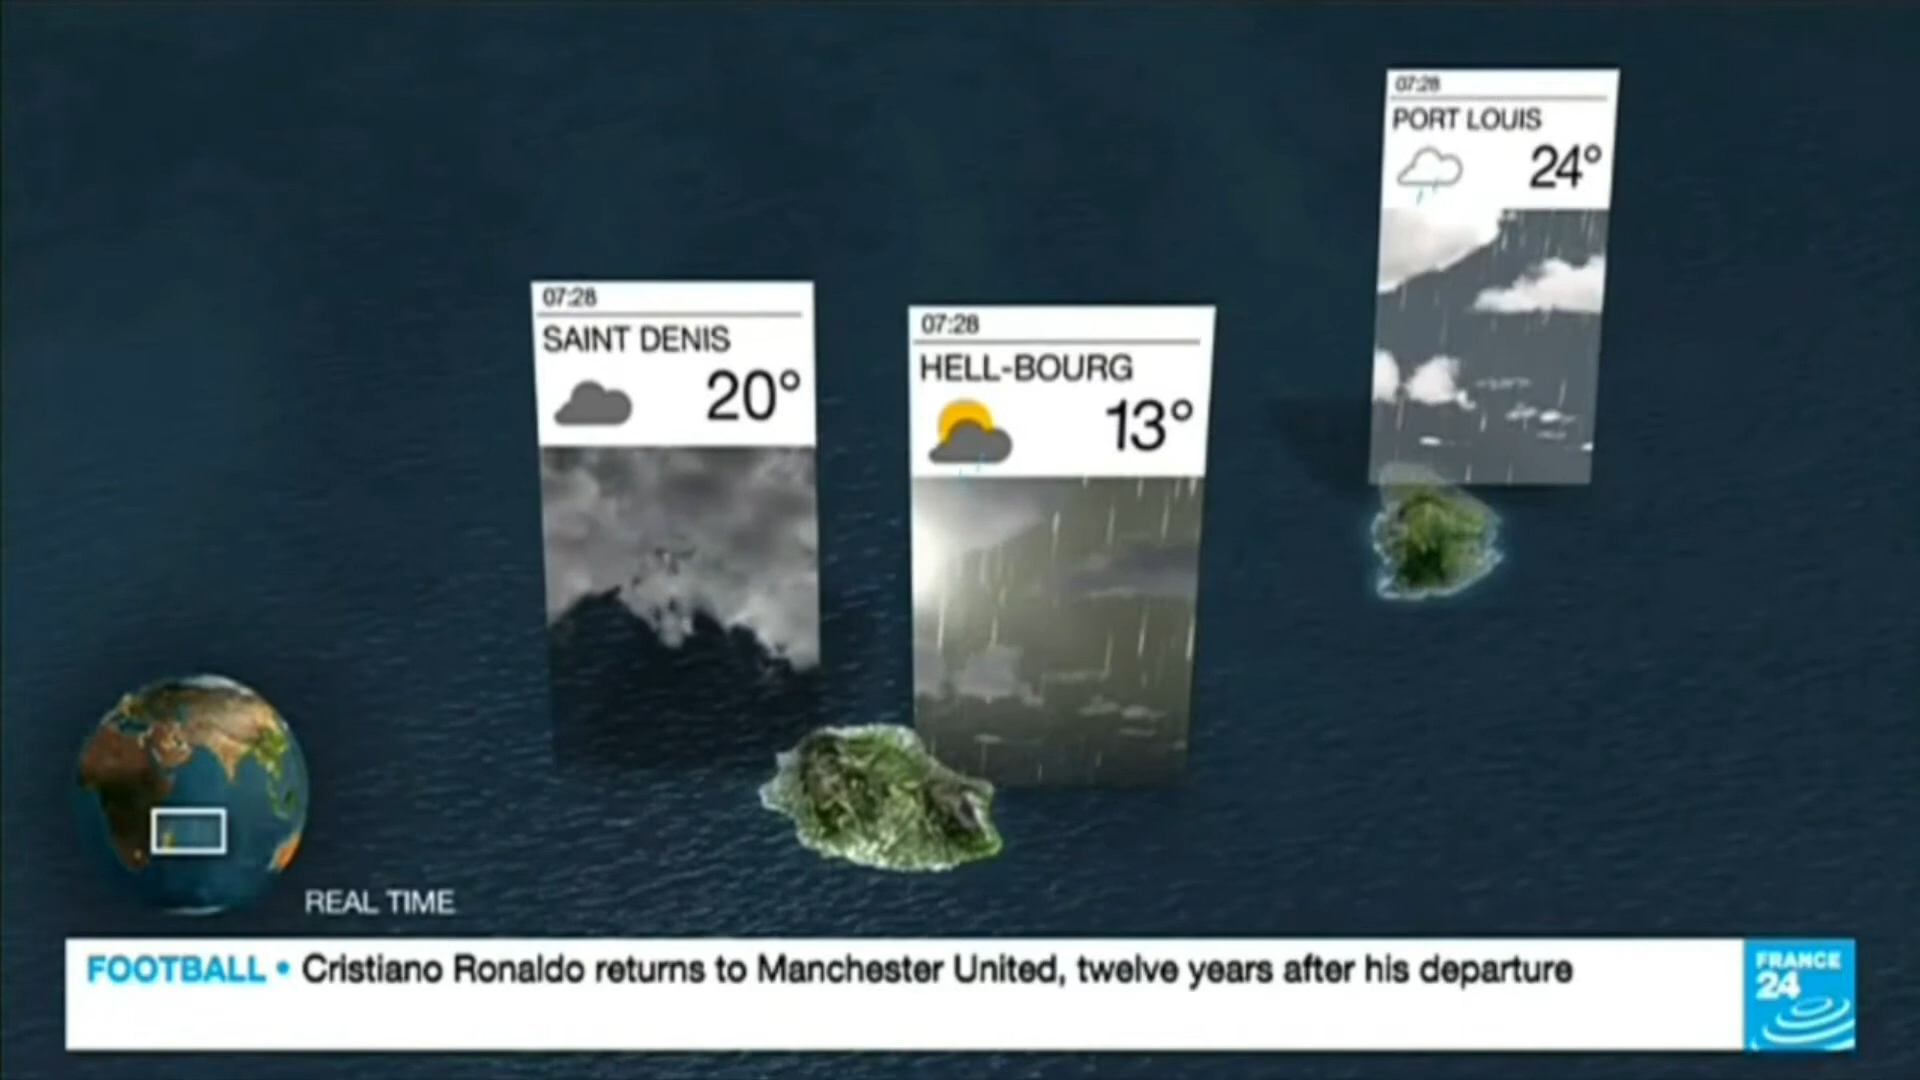 07:28
PORT LOUIS
24°
07:28
SAINT DENIS
20°
07:28
HELL-BOURG
13°
REAL TIME
FOOTBALL • Cristiano Ronaldo returns to Manchester United, twelve years after his departure
FRANCE
24